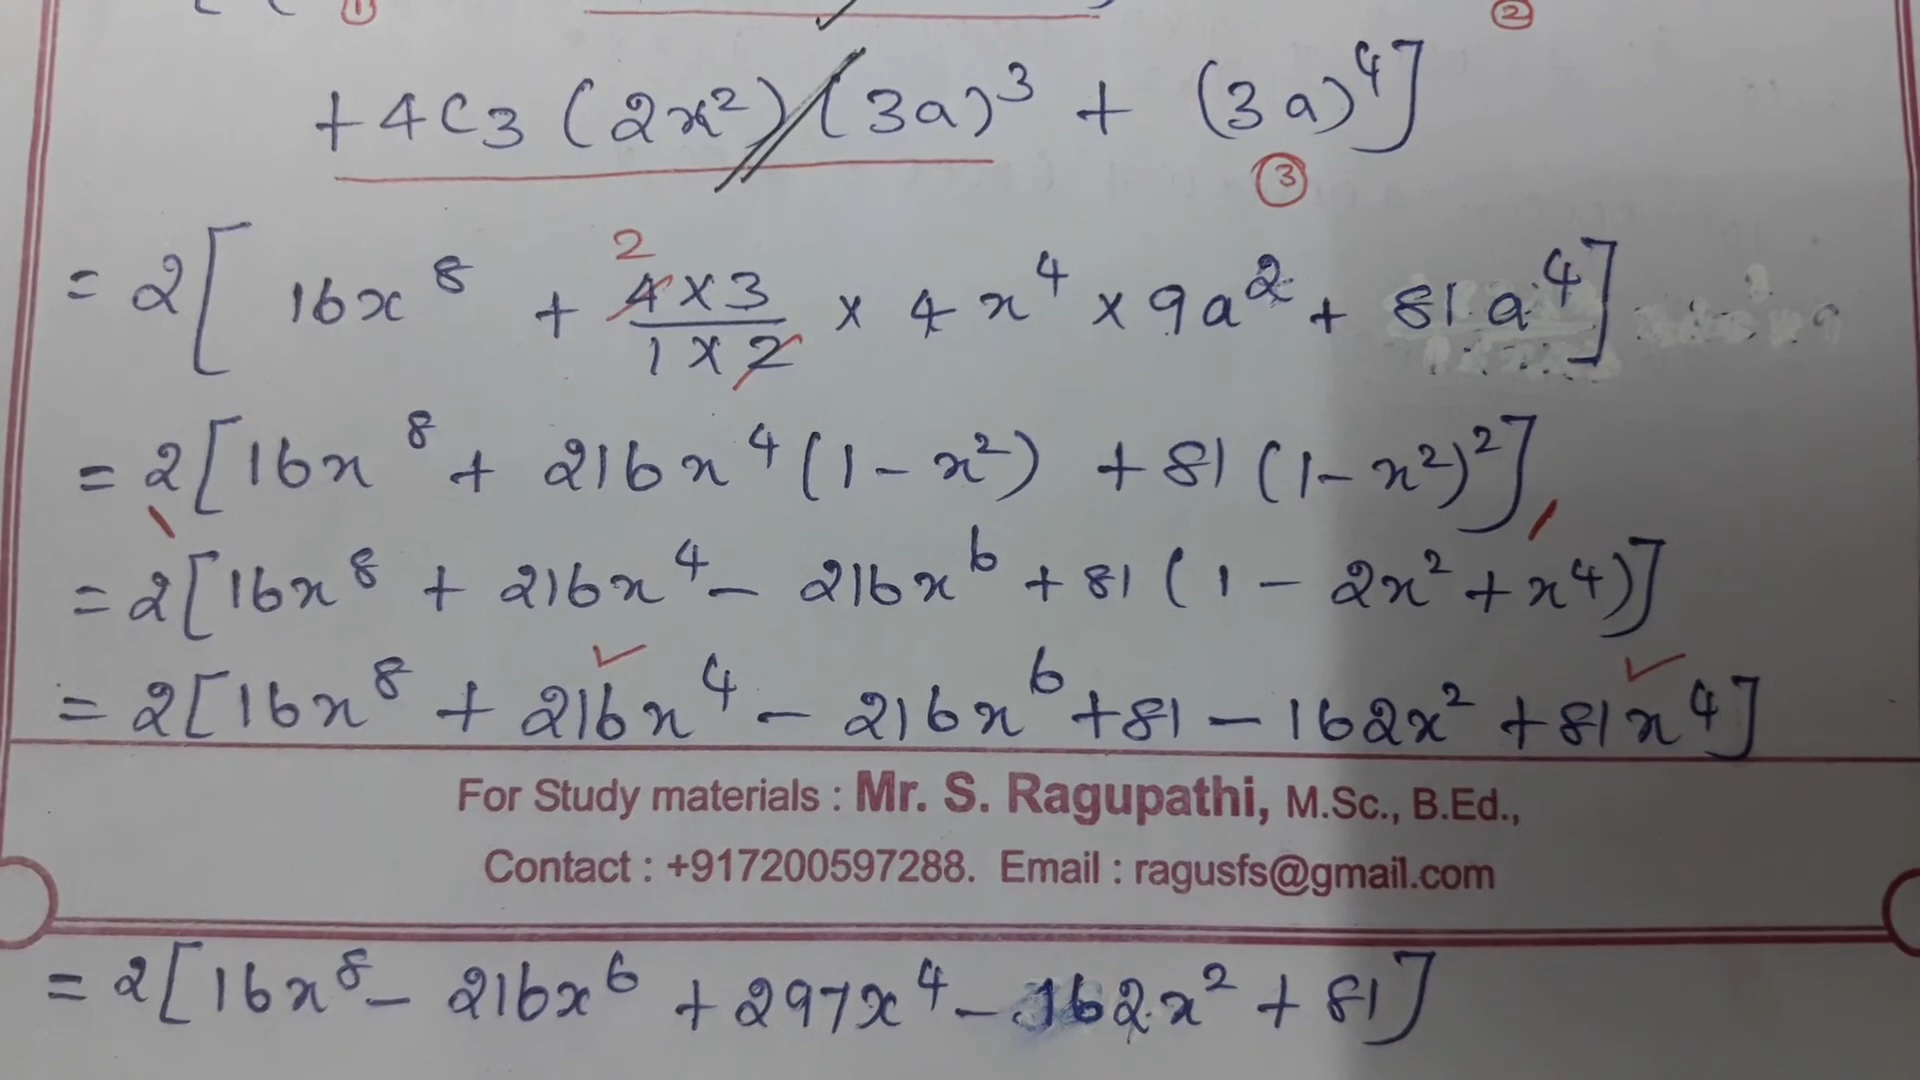 ① ②
+ 4C3 (2x²) (3a)³ + (3a)⁴]
③
2
= 2[ 16x⁸ + 4×3/1×2 × 4x⁴ × 9a² + 81a⁴]
= 2[16x⁸ + 216x⁴(1-x²) + 81(1-x²)²]
= 2[16x⁸ + 216x⁴ - 216x⁶ + 81(1 - 2x² + x⁴)]
= 2[16x⁸ + 216x⁴ - 216x⁶ + 81 - 162x² + 81x⁴]
For Study materials : Mr. S. Ragupathi, M.Sc., B.Ed.,
Contact : +917200597288. Email : ragusfs@gmail.com
= 2[16x⁸ - 216x⁶ + 297x⁴ - 162x² + 81]